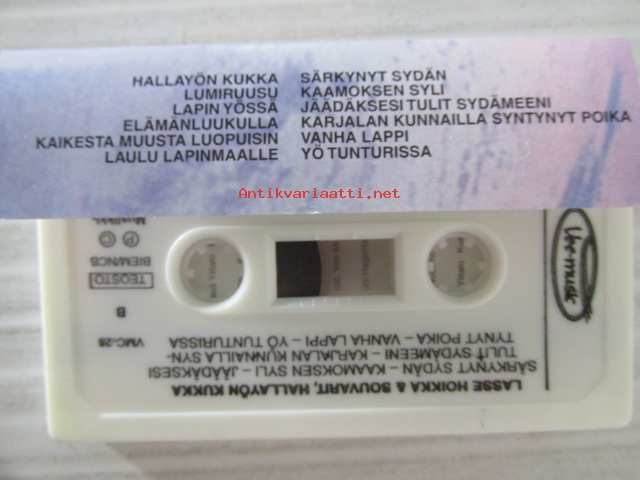 HALLAYÖN KUKKA
LUMIRUUSU
LAPIN YÖSSÄ
ELÄMÄNLUUKULLA
KAIKESTA MUUSTA LUOPUISIN
LAULU LAPINMAALLE
SÄRKYNYT SYDÄN
KAAMOKSEN SYLI
JÄÄDÄKSESI TULIT SYDÄMEENI
KARJALAN KUNNAILLA SYNTYNYT POIKA
VANHA LAPPI
YÖ TUNTURISSA
Antikvariaatti.net
LASSE HOIKKA & SOUVARIT, HALLAYÖN KUKKA
SÄRKYNYT SYDÄN – KAAMOKSEN SYLI – JÄÄDÄKSESI
TULIT SYDÄMEENI – KARJALAN KUNNAILLA SYN-
TYNYT POIKA – VANHA LAPPI – YÖ TUNTURISSA
VMC-28
B
TEOSTO
BIEM/NCB
Ⓟ ©